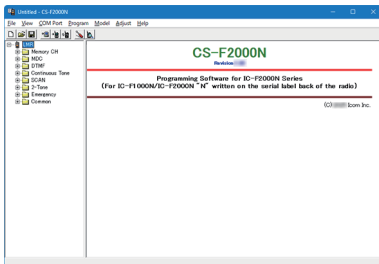 Untitled - CS-F2000N
File View COM Port Program Model Adjust Help
LMR
Memory CH
MDC
DTMF
Continuous Tone
SCAN
2-Tone
Emergency
Common
CS-F2000N
Revision
Programming Software for IC-F2000N Series
(For IC-F1000N/IC-F2000N "N" written on the serial label back of the radio)
(C) Icom Inc.